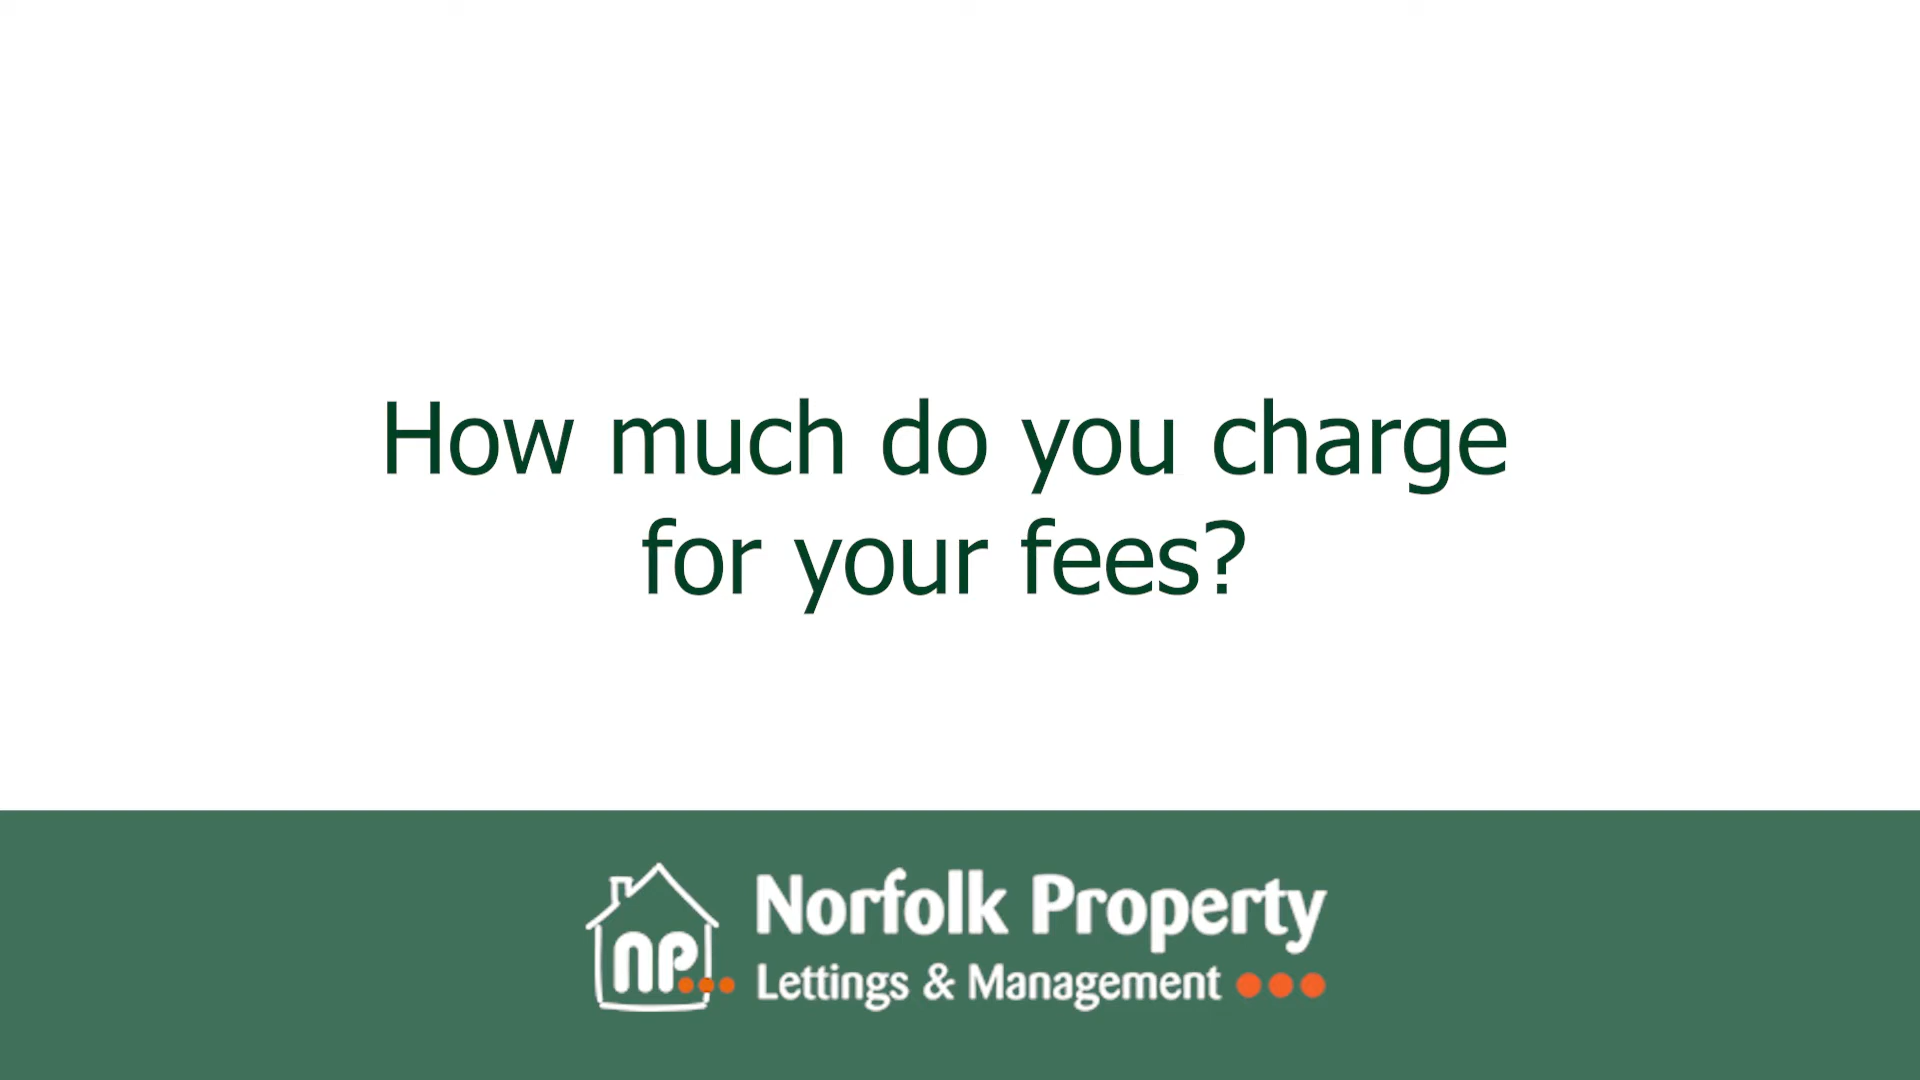 How much do you charge
for your fees?
np
Norfolk Property
Lettings & Management